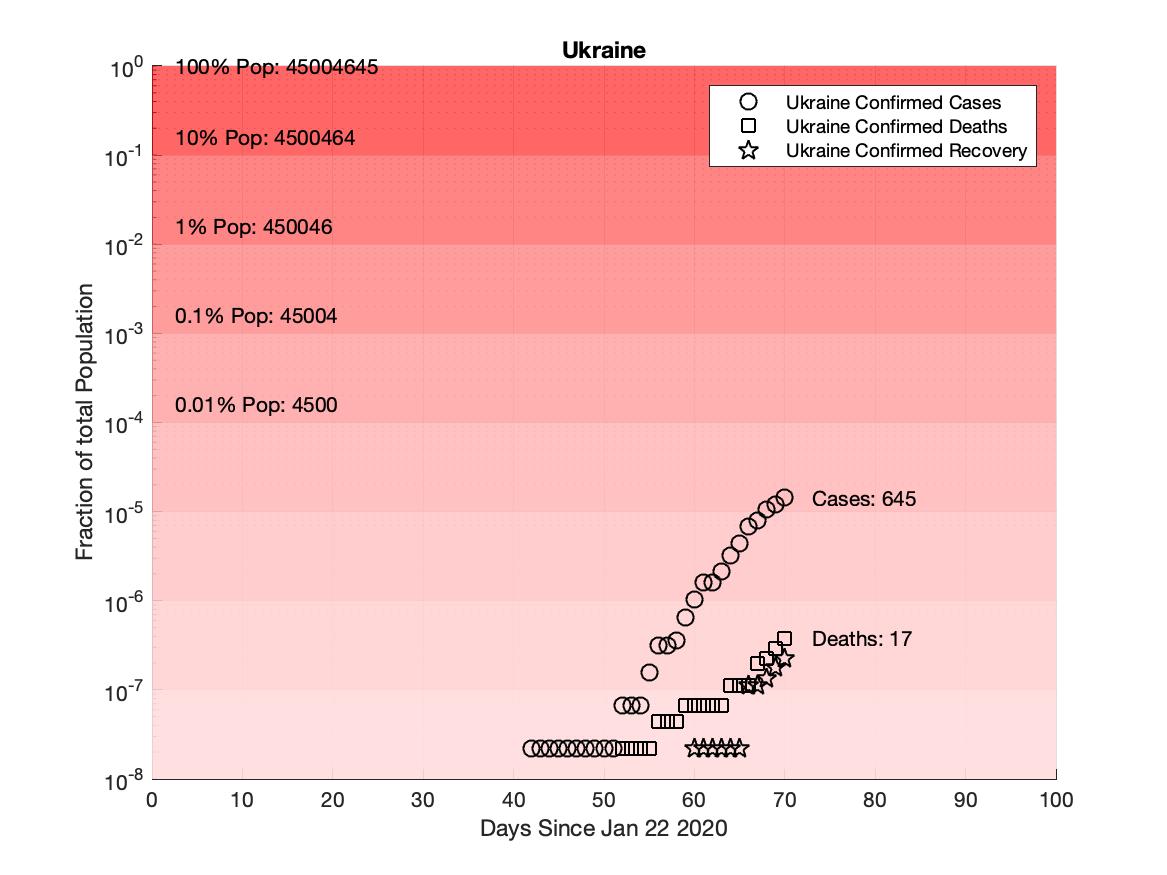 Ukraine
10^0
100% Pop: 45004645
Ukraine Confirmed Cases
Ukraine Confirmed Deaths
Ukraine Confirmed Recovery
10% Pop: 4500464
10^-1
1% Pop: 450046
10^-2
0.1% Pop: 45004
10^-3
0.01% Pop: 4500
10^-4
Fraction of total Population
Cases: 645
10^-5
10^-6
Deaths: 17
10^-7
10^-8
0 10 20 30 40 50 60 70 80 90 100
Days Since Jan 22 2020